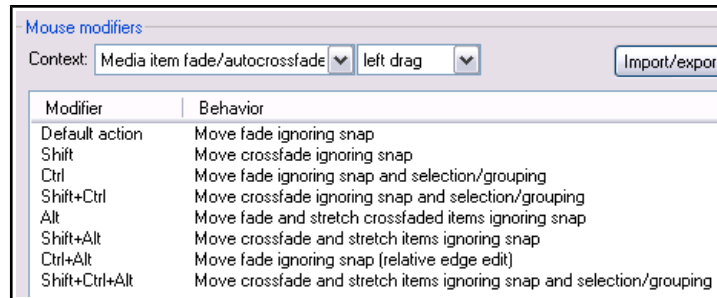 Mouse modifiers
Context: Media item fade/autocrossfade left drag Import/expor
Modifier Behavior
Default action Move fade ignoring snap
Shift Move crossfade ignoring snap
Ctrl Move fade ignoring snap and selection/grouping
Shift+Ctrl Move crossfade ignoring snap and selection/grouping
Alt Move fade and stretch crossfaded items ignoring snap
Shift+Alt Move crossfade and stretch items ignoring snap
Ctrl+Alt Move fade ignoring snap (relative edge edit)
Shift+Ctrl+Alt Move crossfade and stretch items ignoring snap and selection/grouping